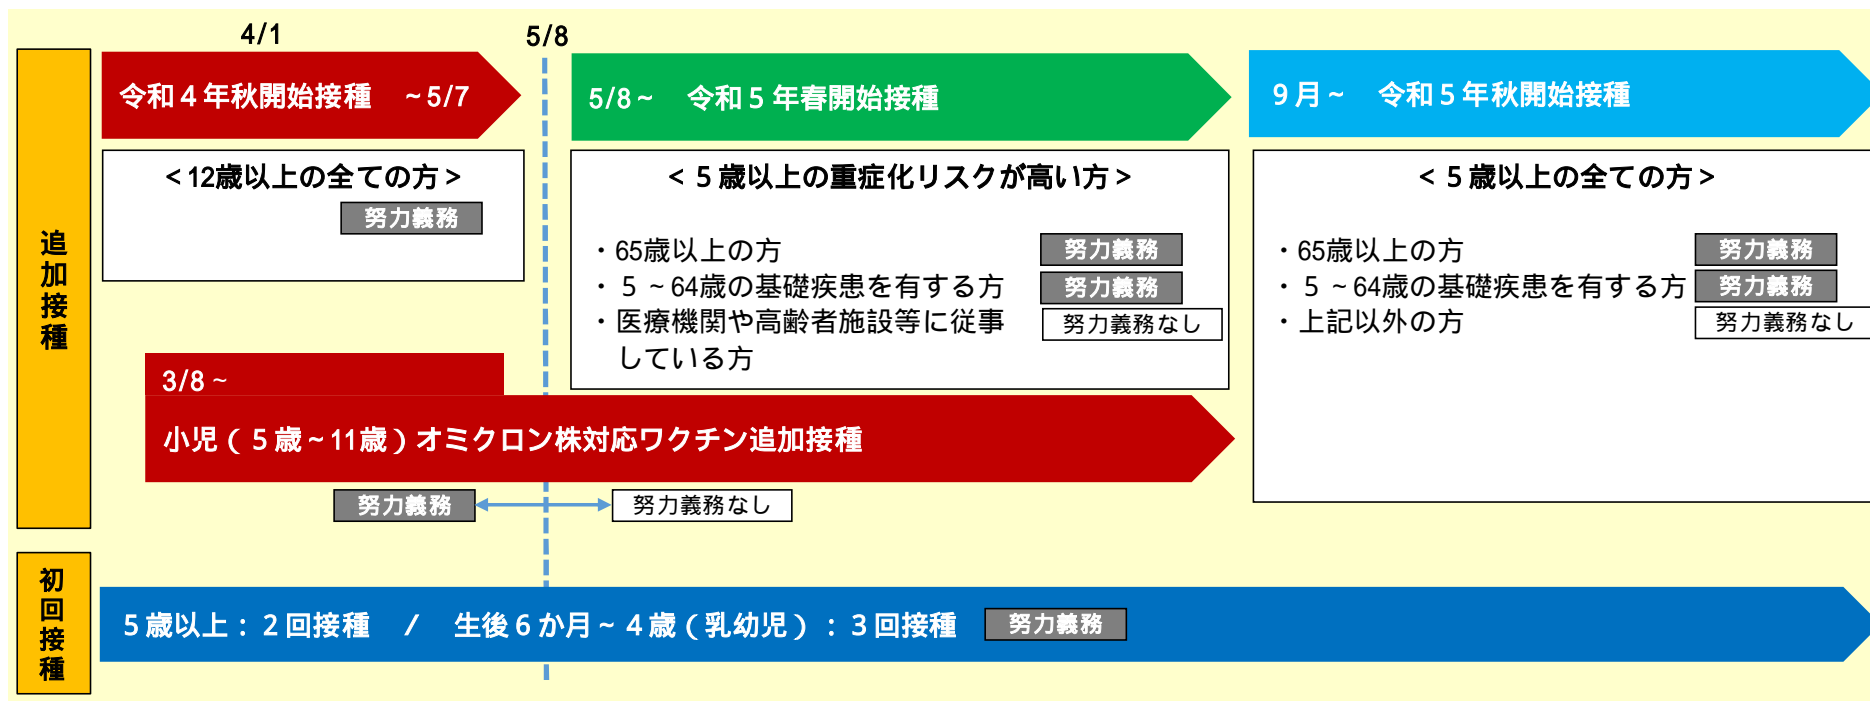 4/1
5/8
追加接種
令和４年秋開始接種　~5/7
<12歳以上の全ての方>
努力義務
5/8~　令和５年春開始接種
<５歳以上の重症化リスクが高い方>
・65歳以上の方　努力義務
・５~64歳の基礎疾患を有する方　努力義務
・医療機関や高齢者施設等に従事　努力義務なし
している方
９月~　令和５年秋開始接種
<５歳以上の全ての方>
・65歳以上の方　努力義務
・５~64歳の基礎疾患を有する方　努力義務
・上記以外の方　努力義務なし
3/8~
小児(５歳~11歳)オミクロン株対応ワクチン追加接種
努力義務　努力義務なし
初回接種
５歳以上:２回接種　/　生後６か月~４歳(乳幼児):３回接種　努力義務